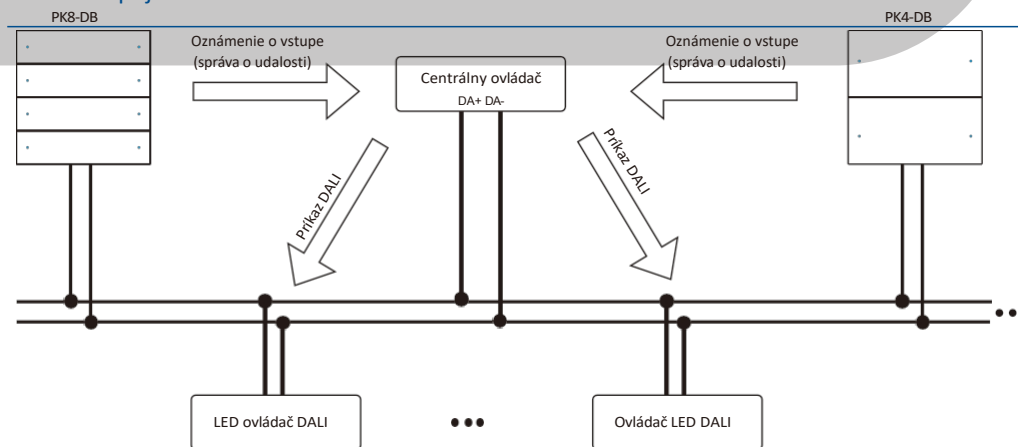 PK8-DB
PK4-DB
Oznámenie o vstupe
(správa o udalosti)
Centrálny ovládač
DA+ DA-
Oznámenie o vstupe
(správa o udalosti)
Príkaz DALI
Príkaz DALI
LED ovládač DALI
Ovládač LED DALI